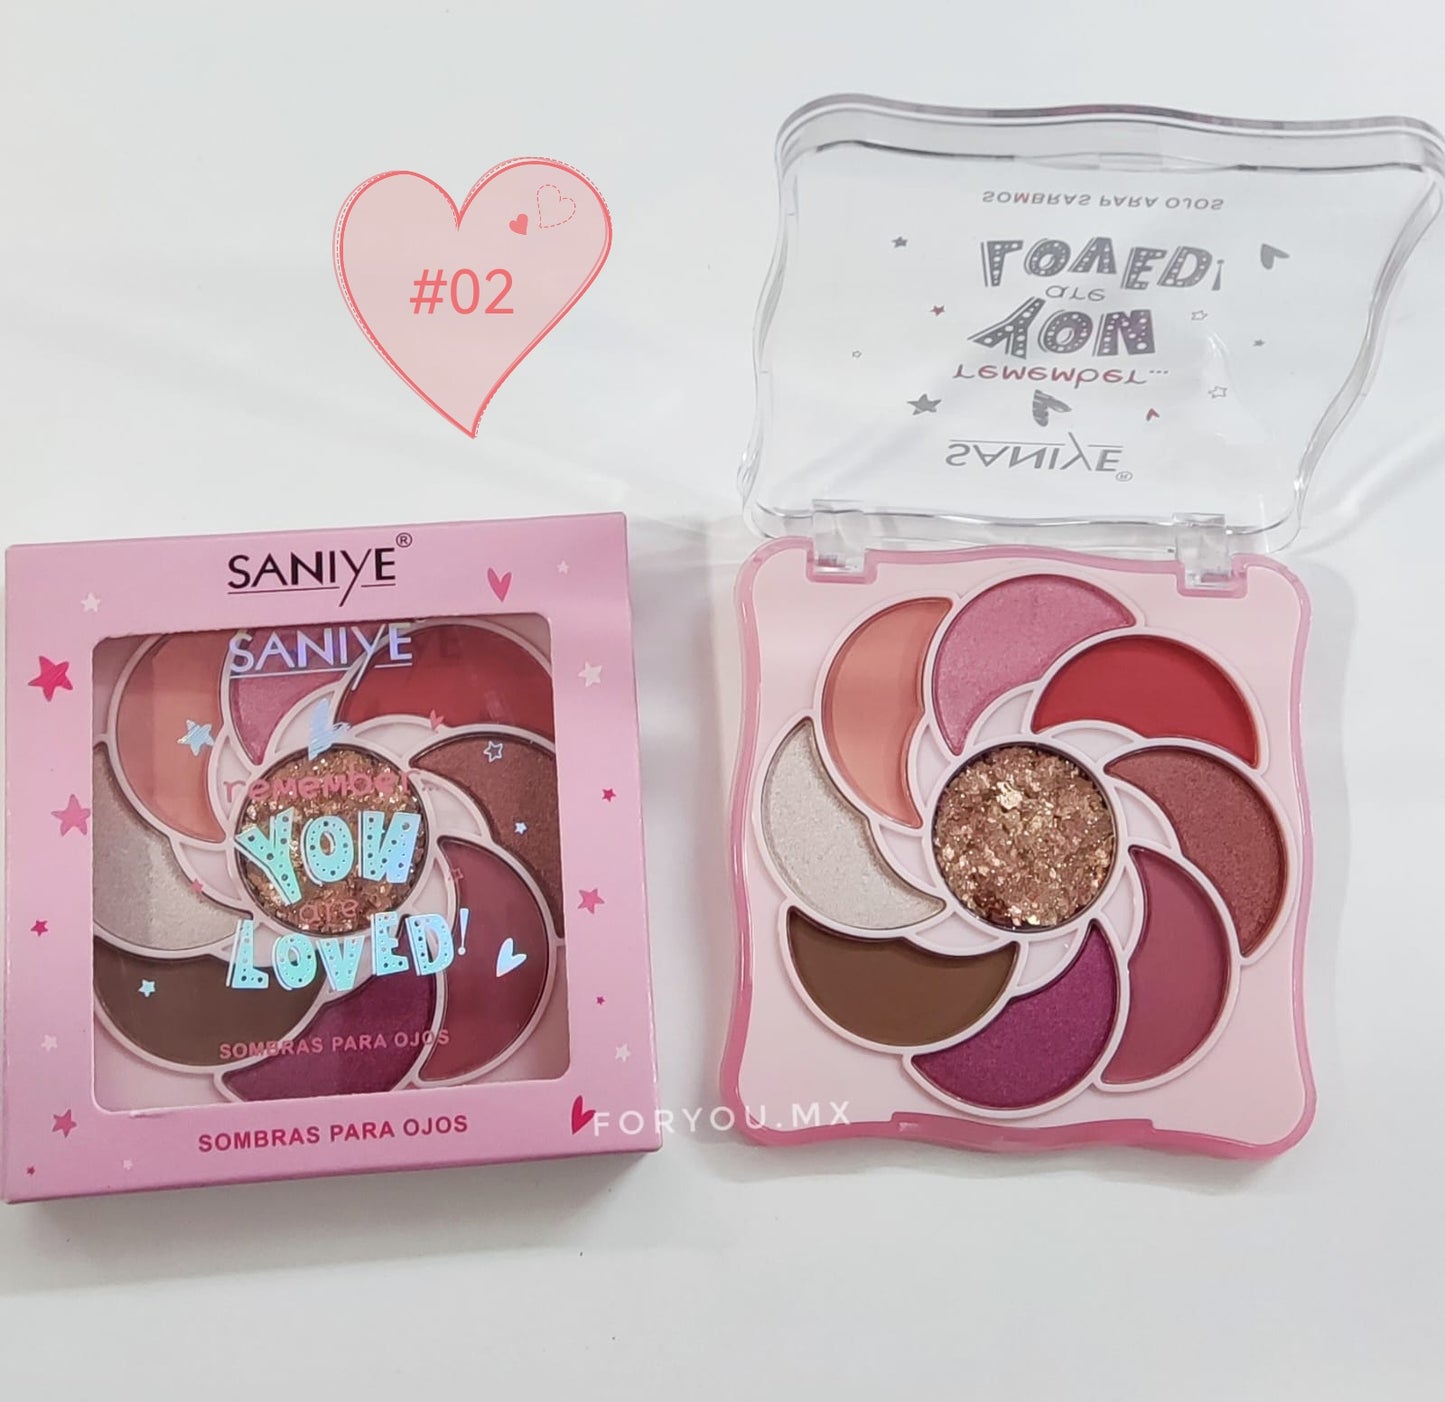 #02
SOMBRAS PARA OJOS
LOVED!
are
YOU
remember...
SANIYE®
SANIYE®
SANIYE
remember...
YOU
are
LOVED!
SOMBRAS PARA OJOS
SOMBRAS PARA OJOS
FORYOU.MX